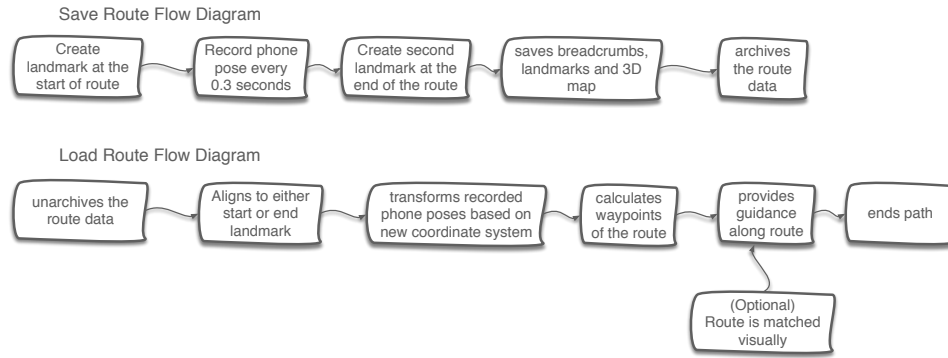 Save Route Flow Diagram
Create
landmark at the
start of route
Record phone
pose every
0.3 seconds
Create second
landmark at the
end of the route
saves breadcrumbs,
landmarks and 3D
map
archives
the route
data
Load Route Flow Diagram
unarchives the
route data
Aligns to either
start or end
landmark
transforms recorded
phone poses based on
new coordinate system
calculates
waypoints
of the route
provides
guidance
along route
ends path
(Optional)
Route is matched
visually